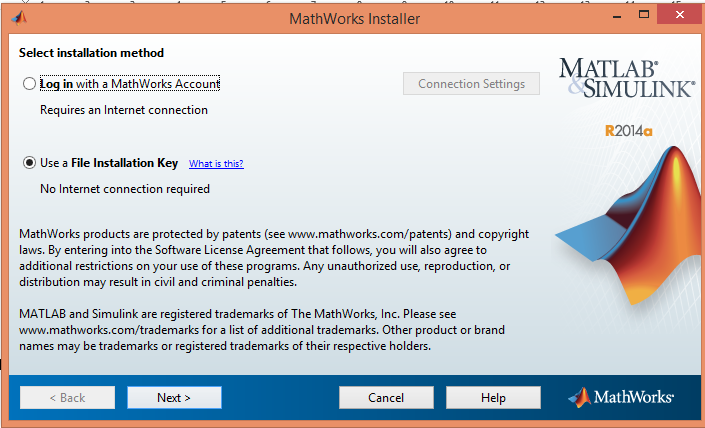 MathWorks Installer
Select installation method
Log in with a MathWorks Account
Connection Settings
Requires an Internet connection
Use a File Installation Key What is this?
No Internet connection required
MATLAB®
&SIMULINK®
R2014a
MathWorks products are protected by patents (see www.mathworks.com/patents) and copyright
laws. By entering into the Software License Agreement that follows, you will also agree to
additional restrictions on your use of these programs. Any unauthorized use, reproduction, or
distribution may result in civil and criminal penalties.
MATLAB and Simulink are registered trademarks of The MathWorks, Inc. Please see
www.mathworks.com/trademarks for a list of additional trademarks. Other product or brand
names may be trademarks or registered trademarks of their respective holders.
< Back Next > Cancel Help MathWorks®